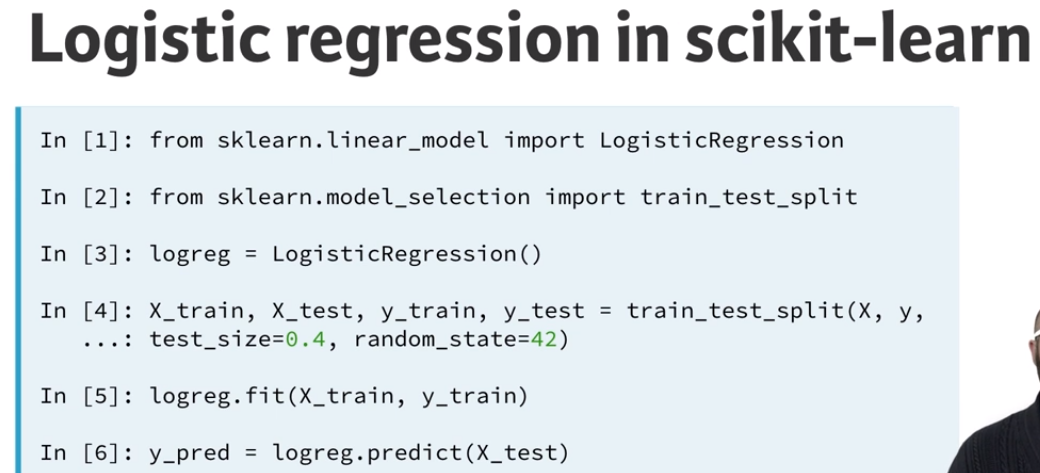 Logistic regression in scikit-learn
In [1]: from sklearn.linear_model import LogisticRegression
In [2]: from sklearn.model_selection import train_test_split
In [3]: logreg = LogisticRegression()
In [4]: X_train, X_test, y_train, y_test = train_test_split(X, y,
...: test_size=0.4, random_state=42)
In [5]: logreg.fit(X_train, y_train)
In [6]: y_pred = logreg.predict(X_test)